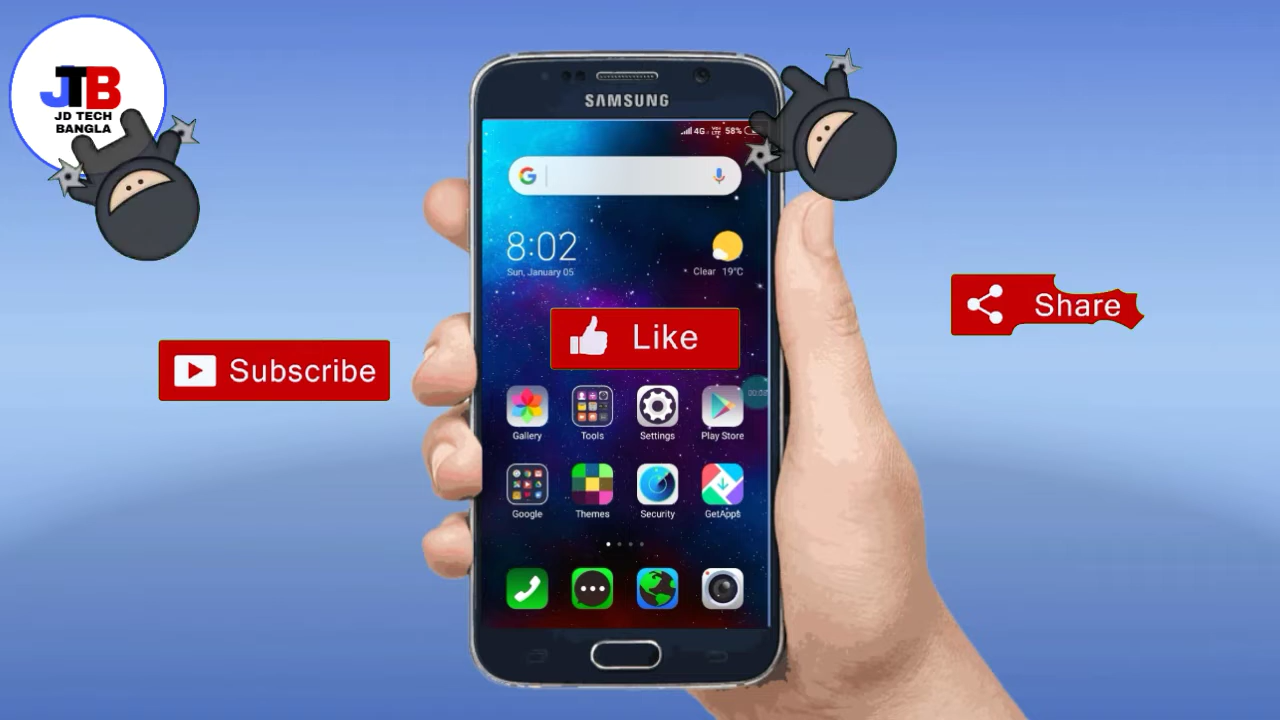 JTB
JD TECH
BANGLA
SAMSUNG
4G VoLTE 58%
8:02
Sun, January 05
Clear 19°C
Like
Subscribe
Share
Gallery Tools Settings Play Store
Google Themes Security GetApps